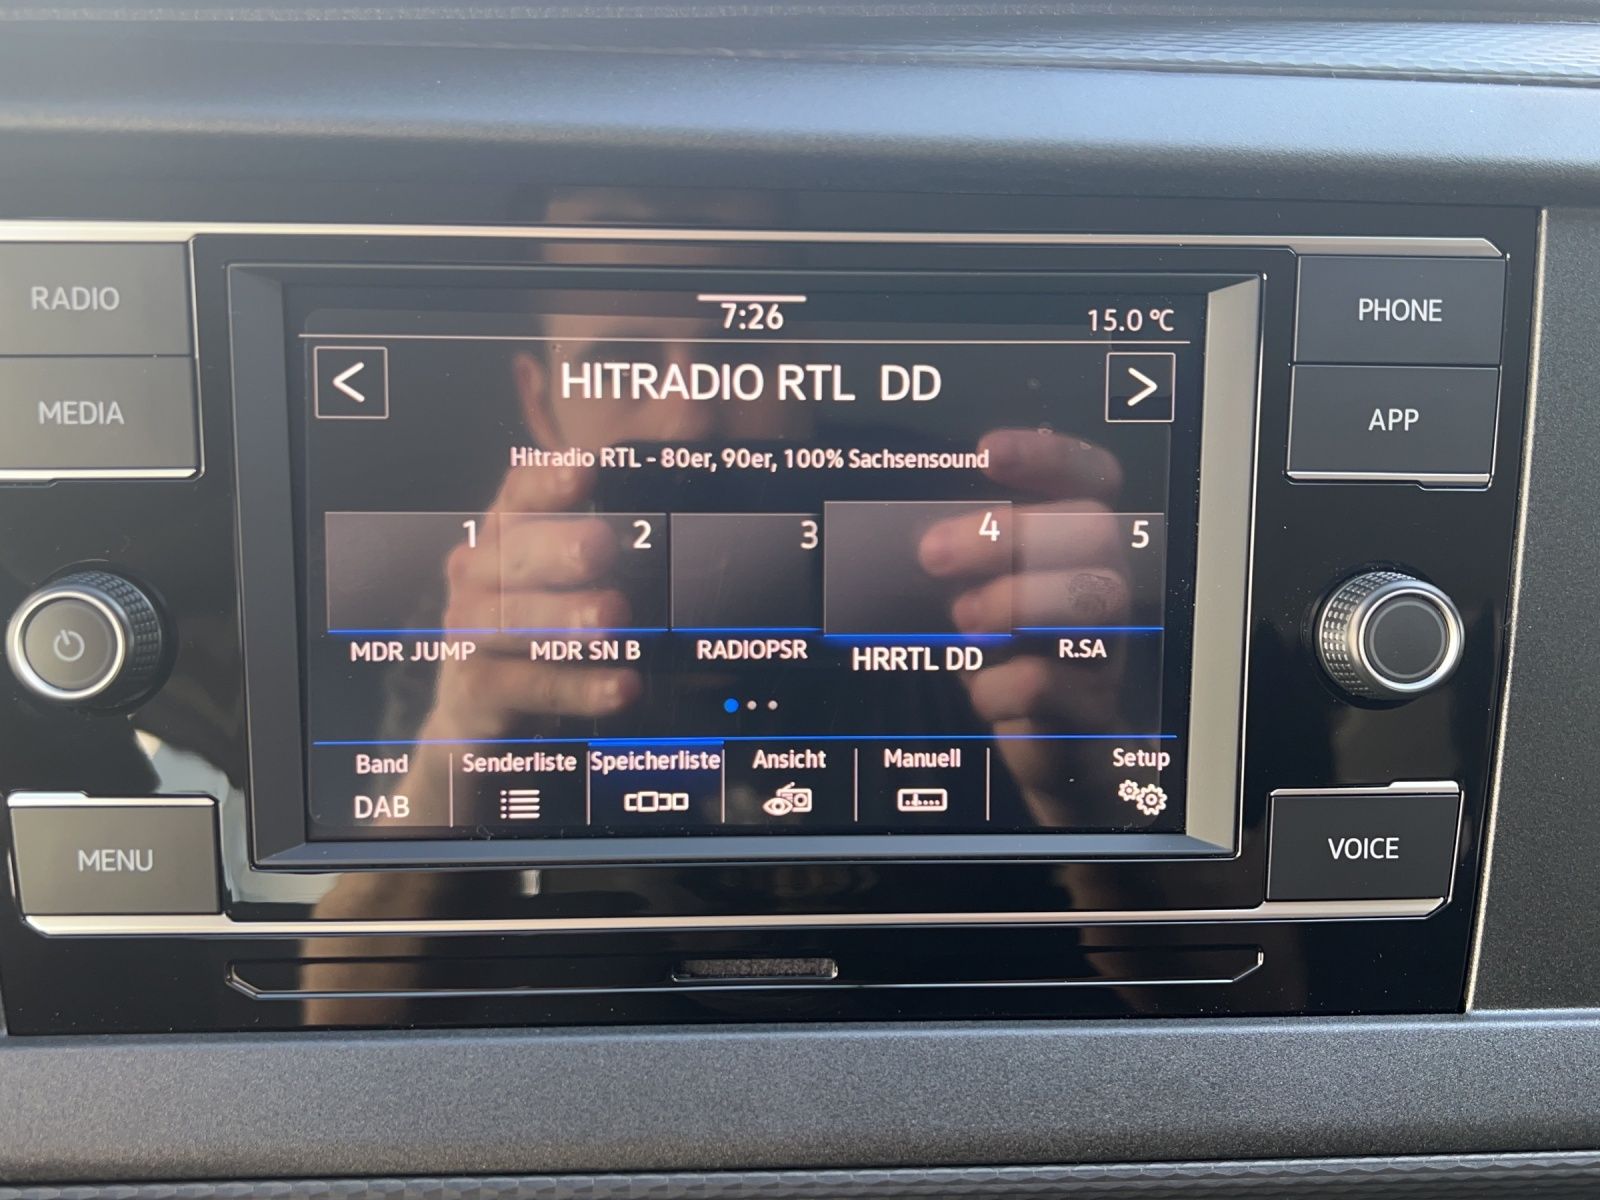 RADIO
MEDIA
MENU
7:26
15.0 °C
< HITRADIO RTL DD >
Hitradio RTL - 80er, 90er, 100% Sachsensound
1 2 3 4 5
MDR JUMP MDR SN B RADIOPSR HRRTL DD R.SA
Band Senderliste Speicherliste Ansicht Manuell Setup
DAB
PHONE
APP
VOICE